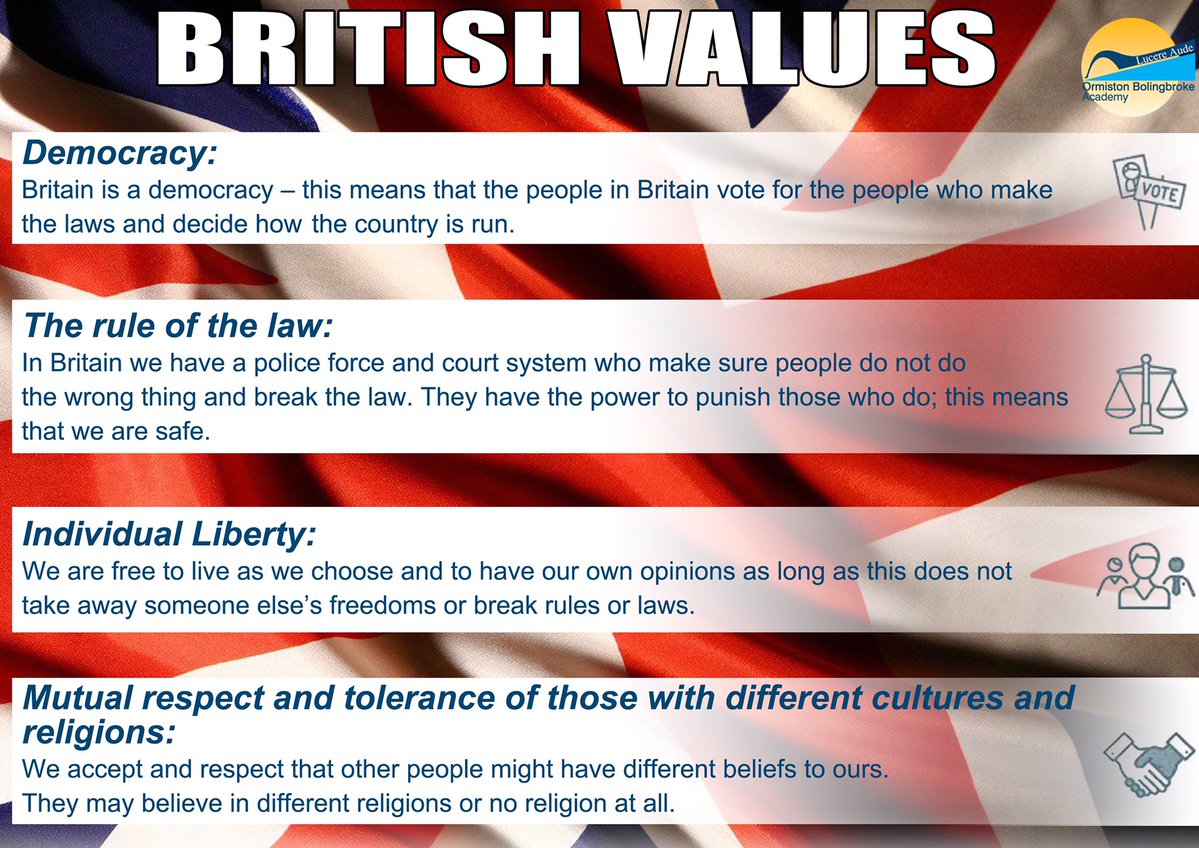 BRITISH VALUES
Lucere Aude
Ormiston Bolingbroke
Academy
Democracy:
Britain is a democracy – this means that the people in Britain vote for the people who make
the laws and decide how the country is run.
VOTE
The rule of the law:
In Britain we have a police force and court system who make sure people do not do
the wrong thing and break the law. They have the power to punish those who do; this means
that we are safe.
Individual Liberty:
We are free to live as we choose and to have our own opinions as long as this does not
take away someone else’s freedoms or break rules or laws.
Mutual respect and tolerance of those with different cultures and
religions:
We accept and respect that other people might have different beliefs to ours.
They may believe in different religions or no religion at all.